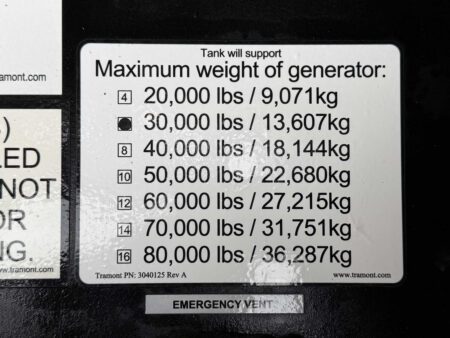 Tank will support
Maximum weight of generator:
4 20,000 lbs / 9,071kg
30,000 lbs / 13,607kg
8 40,000 lbs / 18,144kg
10 50,000 lbs / 22,680kg
12 60,000 lbs / 27,215kg
14 70,000 lbs / 31,751kg
16 80,000 lbs / 36,287kg
Tramont PN: 3040125 Rev A www.tramont.com
EMERGENCY VENT
tramont.com
)
LED
NOT
OR
NG.
www.tramont.com